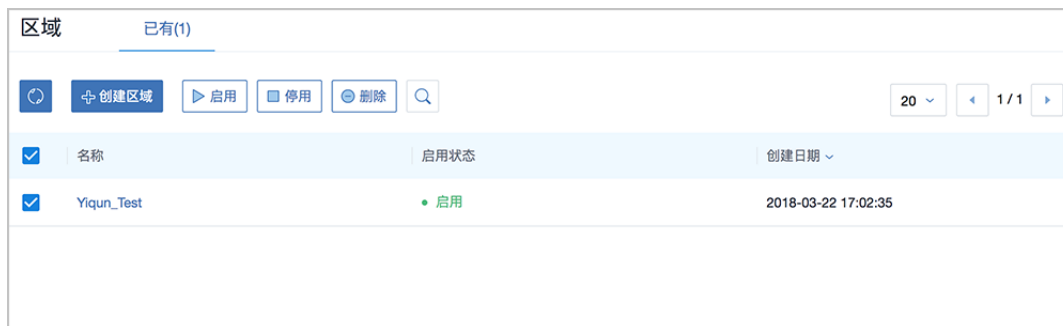 区域 已有(1)
创建区域 启用 停用 删除 20 1 / 1
名称 启用状态 创建日期
Yiqun_Test 启用 2018-03-22 17:02:35